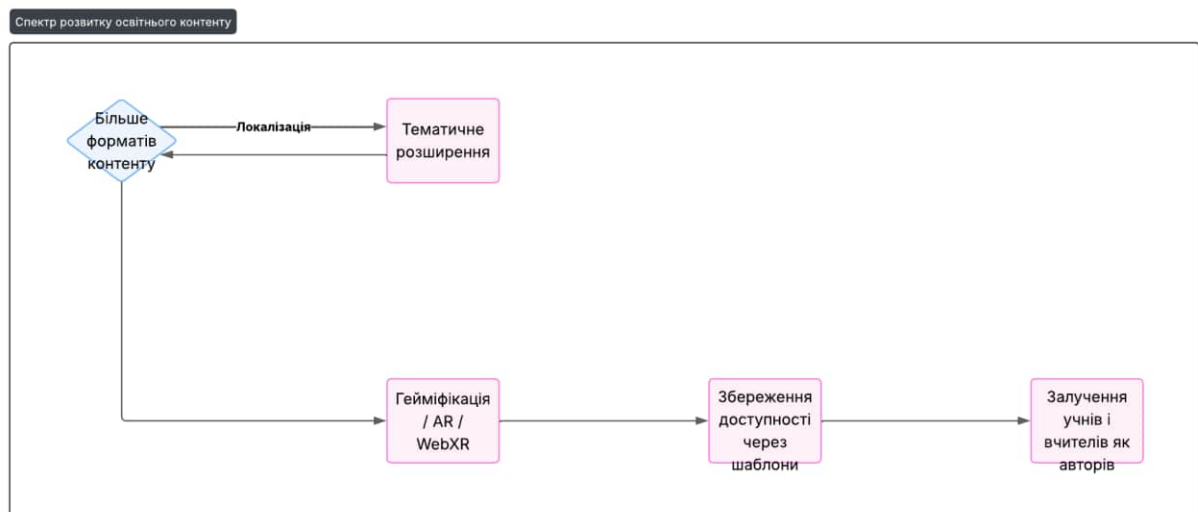 Спектр розвитку освітнього контенту
Більше
форматів
контенту
Локалізація
Тематичне
розширення
Гейміфікація
/ AR /
WebXR
Збереження
доступності
через
шаблони
Залучення
учнів і
вчителів як
авторів